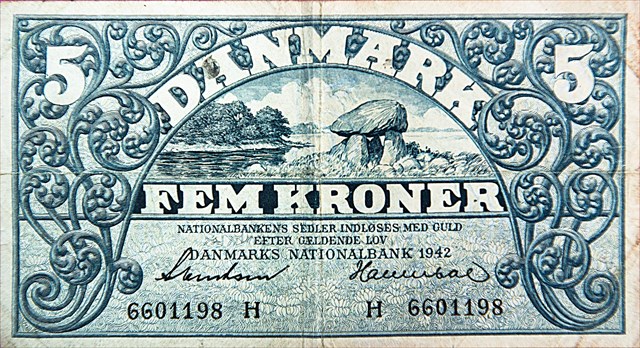 5 DANMARK 5
FEM KRONER
NATIONALBANKENS SEDLER INDLØSES MED GULD
EFTER GÆLDENDE LOV
DANMARKS NATIONALBANK 1942
6601198 H H 6601198